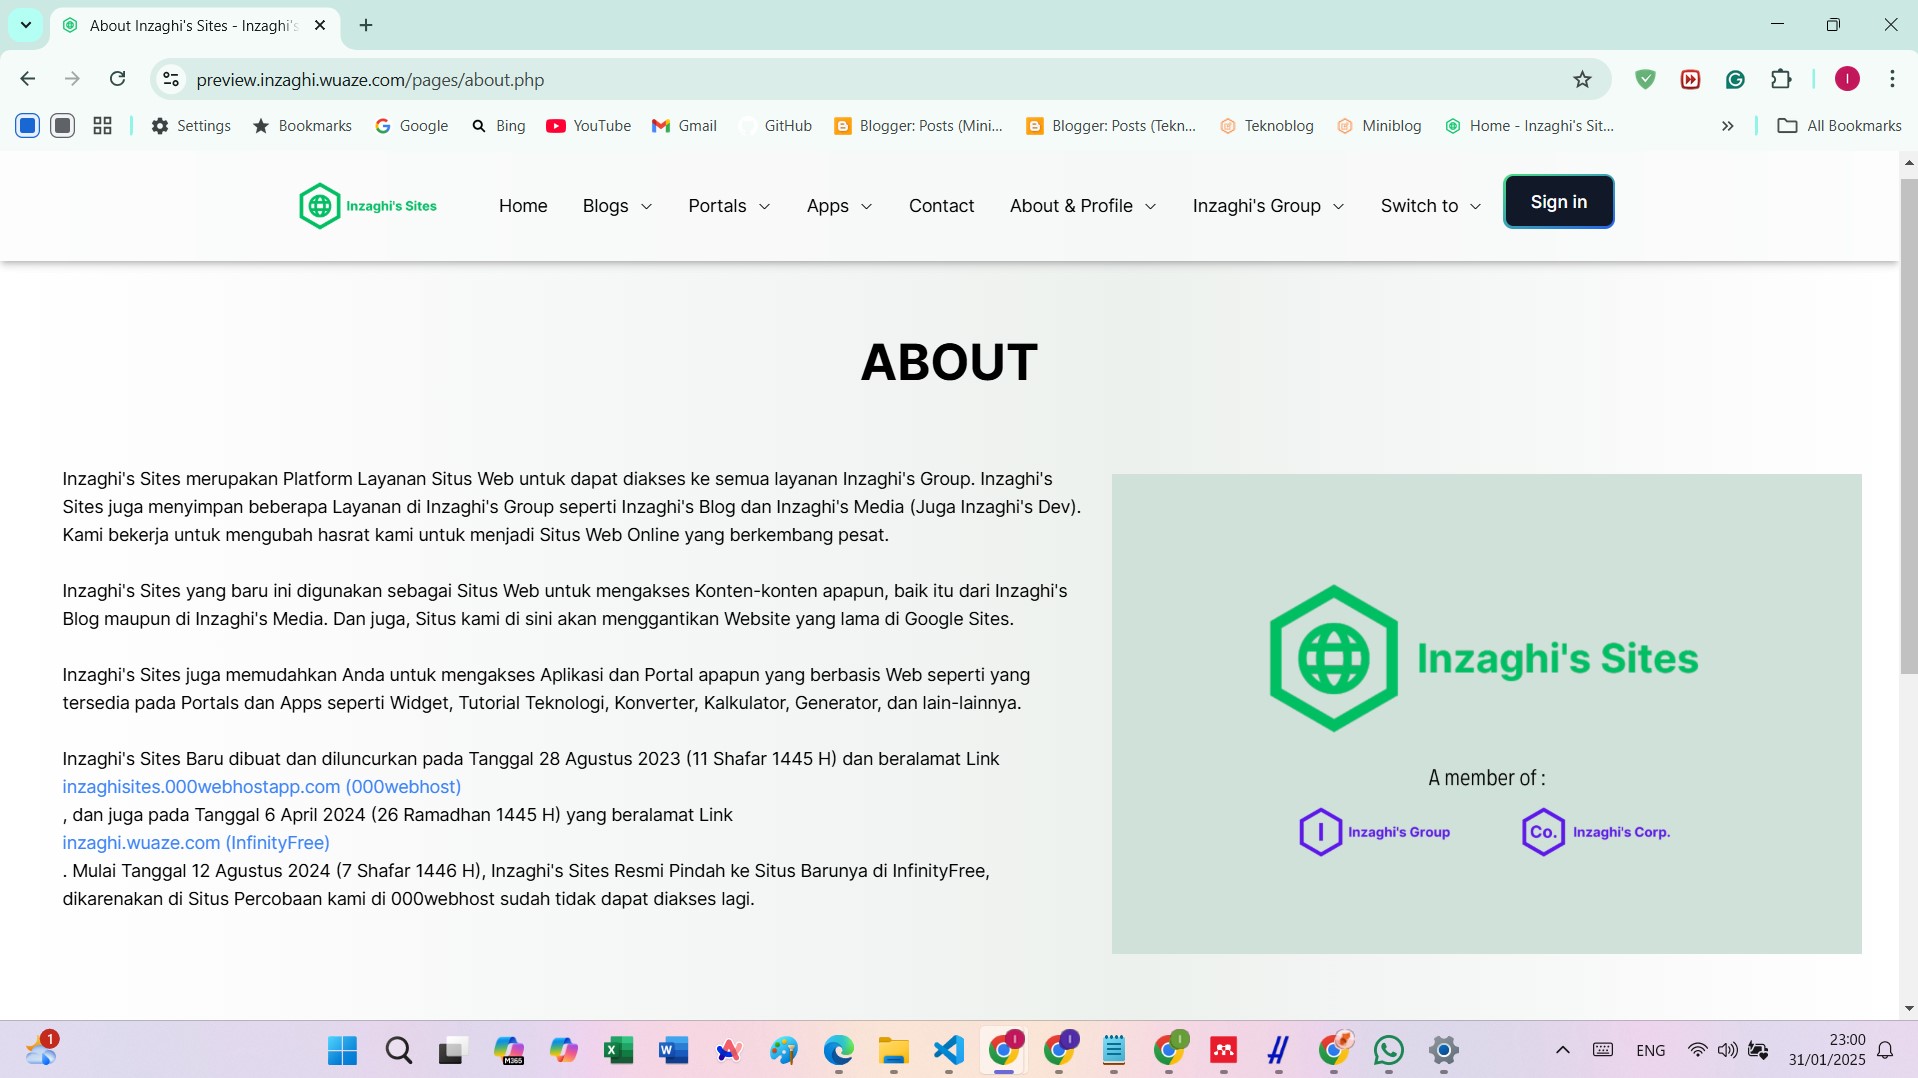 About Inzaghi's Sites - Inzaghi's
preview.inzaghi.wuaze.com/pages/about.php
I
Settings
Bookmarks
Google
Bing
YouTube
Gmail
GitHub
Blogger: Posts (Mini...
Blogger: Posts (Tekn...
Teknoblog
Miniblog
Home - Inzaghi's Sit...
All Bookmarks
Inzaghi's Sites
Home
Blogs
Portals
Apps
Contact
About & Profile
Inzaghi's Group
Switch to
Sign in
ABOUT
Inzaghi's Sites merupakan Platform Layanan Situs Web untuk dapat diakses ke semua layanan Inzaghi's Group. Inzaghi's
Sites juga menyimpan beberapa Layanan di Inzaghi's Group seperti Inzaghi's Blog dan Inzaghi's Media (Juga Inzaghi's Dev).
Kami bekerja untuk mengubah hasrat kami untuk menjadi Situs Web Online yang berkembang pesat.
Inzaghi's Sites yang baru ini digunakan sebagai Situs Web untuk mengakses Konten-konten apapun, baik itu dari Inzaghi's
Blog maupun di Inzaghi's Media. Dan juga, Situs kami di sini akan menggantikan Website yang lama di Google Sites.
Inzaghi's Sites juga memudahkan Anda untuk mengakses Aplikasi dan Portal apapun yang berbasis Web seperti yang
tersedia pada Portals dan Apps seperti Widget, Tutorial Teknologi, Konverter, Kalkulator, Generator, dan lain-lainnya.
Inzaghi's Sites Baru dibuat dan diluncurkan pada Tanggal 28 Agustus 2023 (11 Shafar 1445 H) dan beralamat Link
inzaghisites.000webhostapp.com (000webhost)
, dan juga pada Tanggal 6 April 2024 (26 Ramadhan 1445 H) yang beralamat Link
inzaghi.wuaze.com (InfinityFree)
. Mulai Tanggal 12 Agustus 2024 (7 Shafar 1446 H), Inzaghi's Sites Resmi Pindah ke Situs Barunya di InfinityFree,
dikarenakan di Situs Percobaan kami di 000webhost sudah tidak dapat diakses lagi.
Inzaghi's Sites
A member of :
I Inzaghi's Group
Co. Inzaghi's Corp.
1
M365
I
I
I
ENG
23:00
31/01/2025